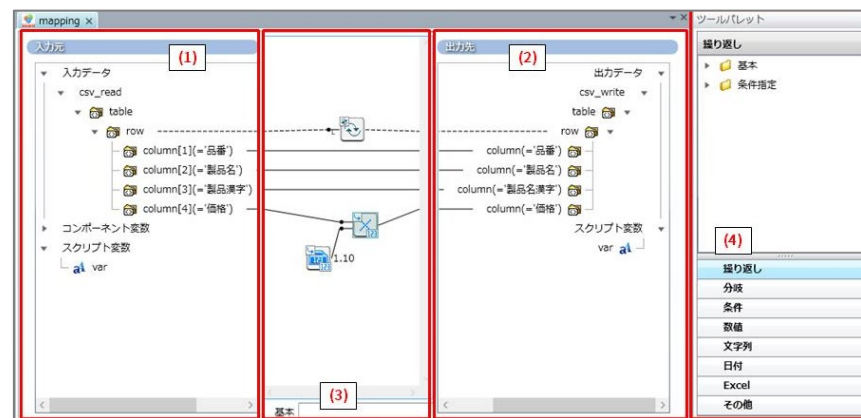 mapping
ツールパレット
入力元
(1)
入力データ
csv_read
table
row
column[1](='品番')
column[2](='製品名')
column[3](='製品漢字')
column[4](='価格')
コンポーネント変数
スクリプト変数
var
1.10
基本
(3)
出力先
(2)
出力データ
csv_write
table
row
column(='品番')
column(='製品名')
column(='製品名漢字')
column(='価格')
スクリプト変数
var
繰り返し
基本
条件指定
(4)
繰り返し
分岐
条件
数値
文字列
日付
Excel
その他